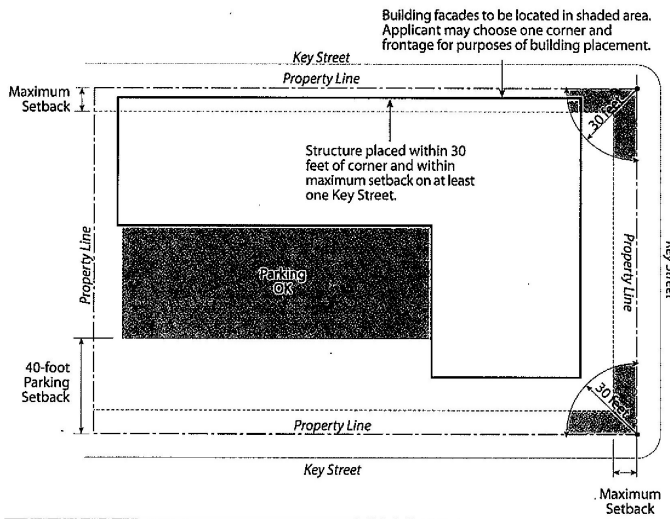 Building facades to be located in shaded area.
Applicant may choose one corner and
frontage for purposes of building placement.
Key Street
Property Line
Maximum
Setback
30 feet
Structure placed within 30
feet of corner and within
maximum setback on at least
one Key Street.
Property Line
Property Line
Key Street
Parking
OK
40-foot
Parking
Setback
30 feet
Property Line
Key Street
Maximum
Setback